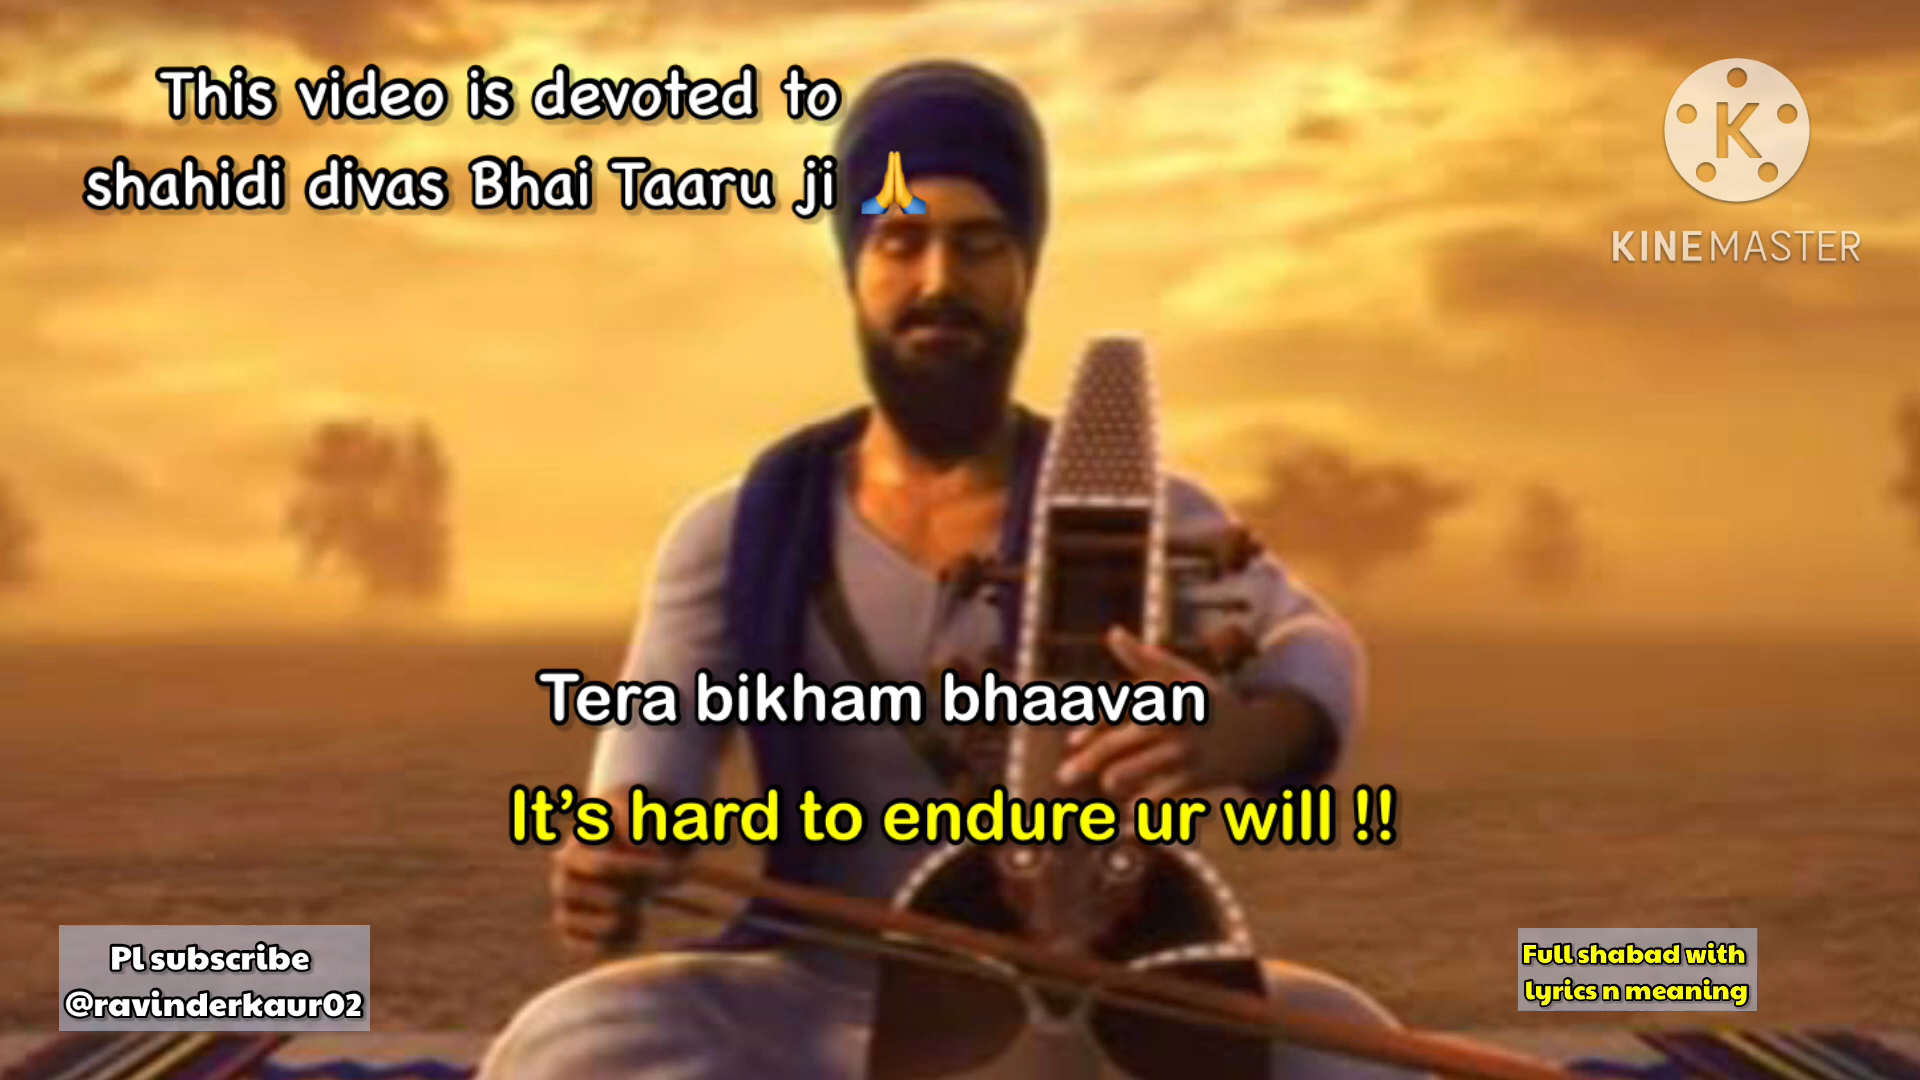 This video is devoted to
shahidi divas Bhai Taaru ji 🙏
K
KINEMASTER
Tera bikham bhaavan
It's hard to endure ur will !!
Pl subscribe
@ravinderkaur02
Full shabad with
lyrics n meaning